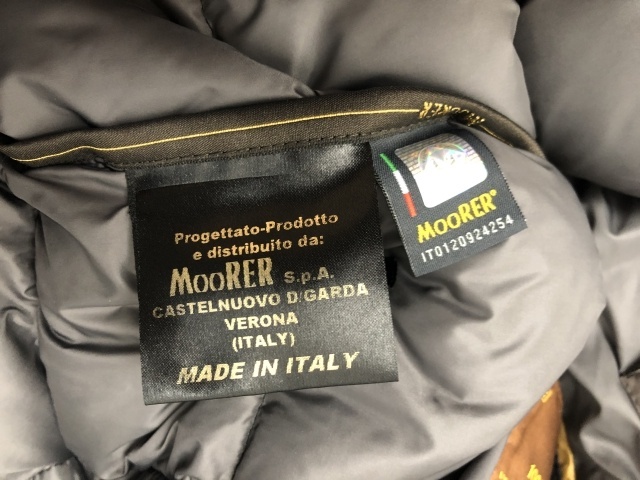 Progettato-Prodotto
e distribuito da:
MooRER S.p.A.
CASTELNUOVO D/GARDA
VERONA
(ITALY)
MADE IN ITALY
MOORER®
IT0120924254